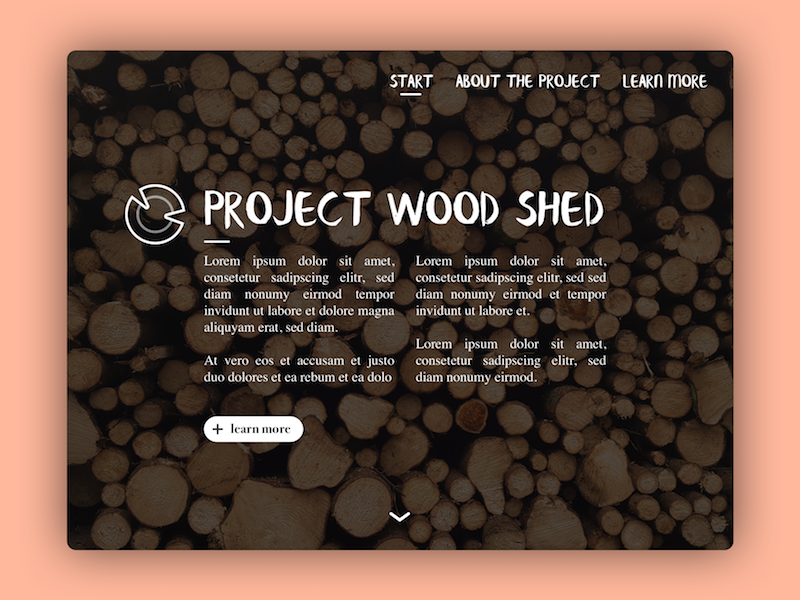 START ABOUT THE PROJECT LEARN MORE
PROJECT WOOD SHED
Lorem ipsum dolor sit amet,
consetetur sadipscing elitr, sed
diam nonumy eirmod tempor
invidunt ut labore et dolore magna
aliquyam erat, sed diam.
At vero eos et accusam et justo
duo dolores et ea rebum et ea dolo
Lorem ipsum dolor sit amet,
consetetur sadipscing elitr, sed sed
diam nonumy eirmod et tempor
invidunt ut labore et.
Lorem ipsum dolor sit amet,
consetetur sadipscing elitr, sed
diam nonumy eirmod.
+ learn more